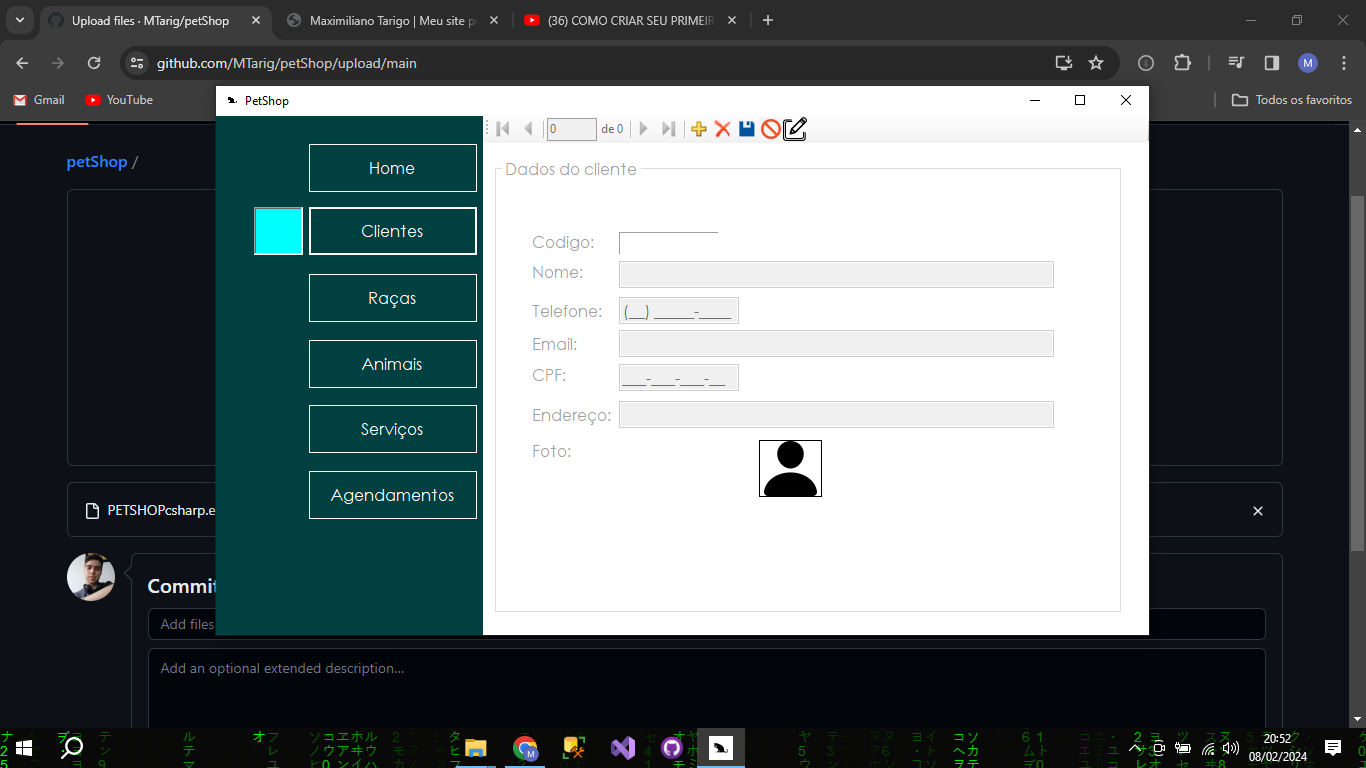 Upload files · MTarig/petShop
Maximiliano Tarigo | Meu site p
(36) COMO CRIAR SEU PRIMEIR
github.com/MTarig/petShop/upload/main
M
Gmail
YouTube
Todos os favoritos
petShop /
PetShop
0
de 0
Home
Clientes
Raças
Animais
Serviços
Agendamentos
Dados do cliente
Codigo:
Nome:
Telefone:
(__) _____-____
Email:
CPF:
___-___-___-__
Endereço:
Foto:
PETSHOPcsharp.e
Commit
Add files
Add an optional extended description...
20:52
08/02/2024